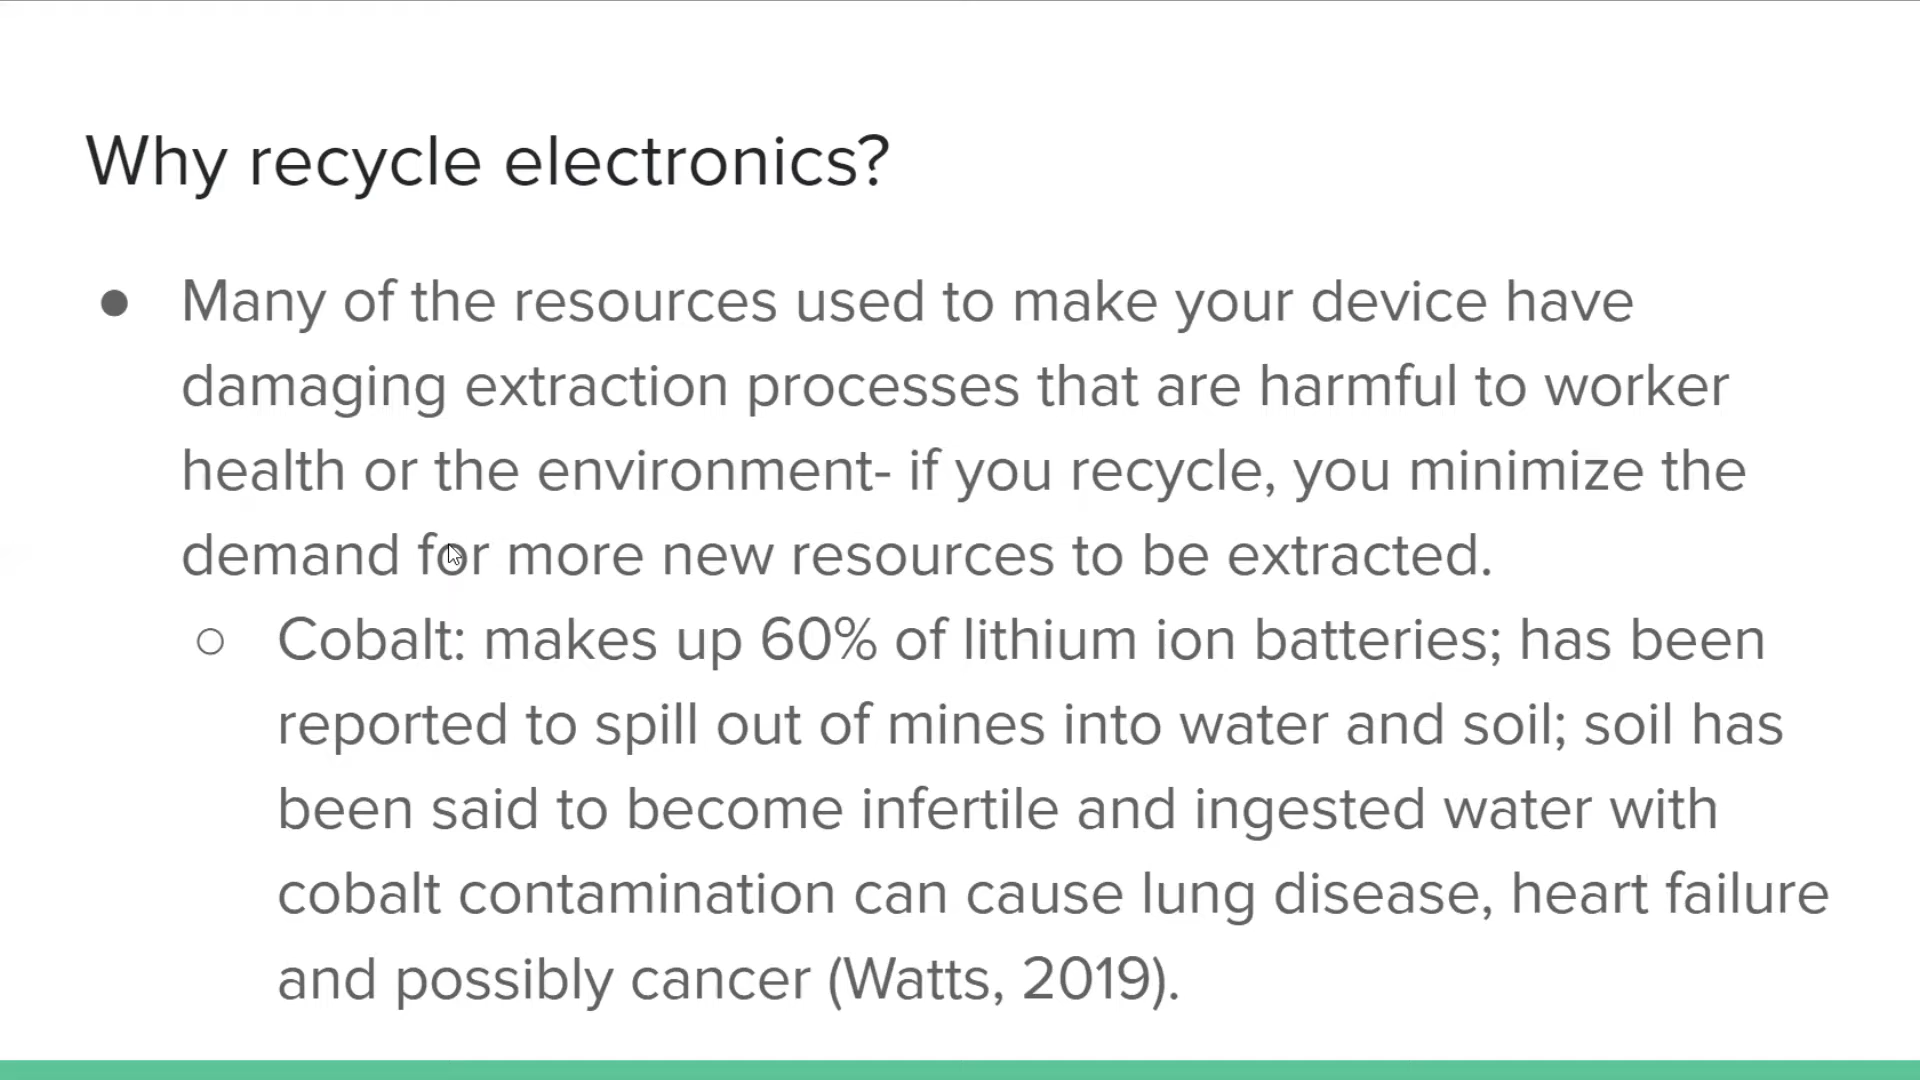 Why recycle electronics?
● Many of the resources used to make your device have
damaging extraction processes that are harmful to worker
health or the environment- if you recycle, you minimize the
demand for more new resources to be extracted.
○ Cobalt: makes up 60% of lithium ion batteries; has been
reported to spill out of mines into water and soil; soil has
been said to become infertile and ingested water with
cobalt contamination can cause lung disease, heart failure
and possibly cancer (Watts, 2019).